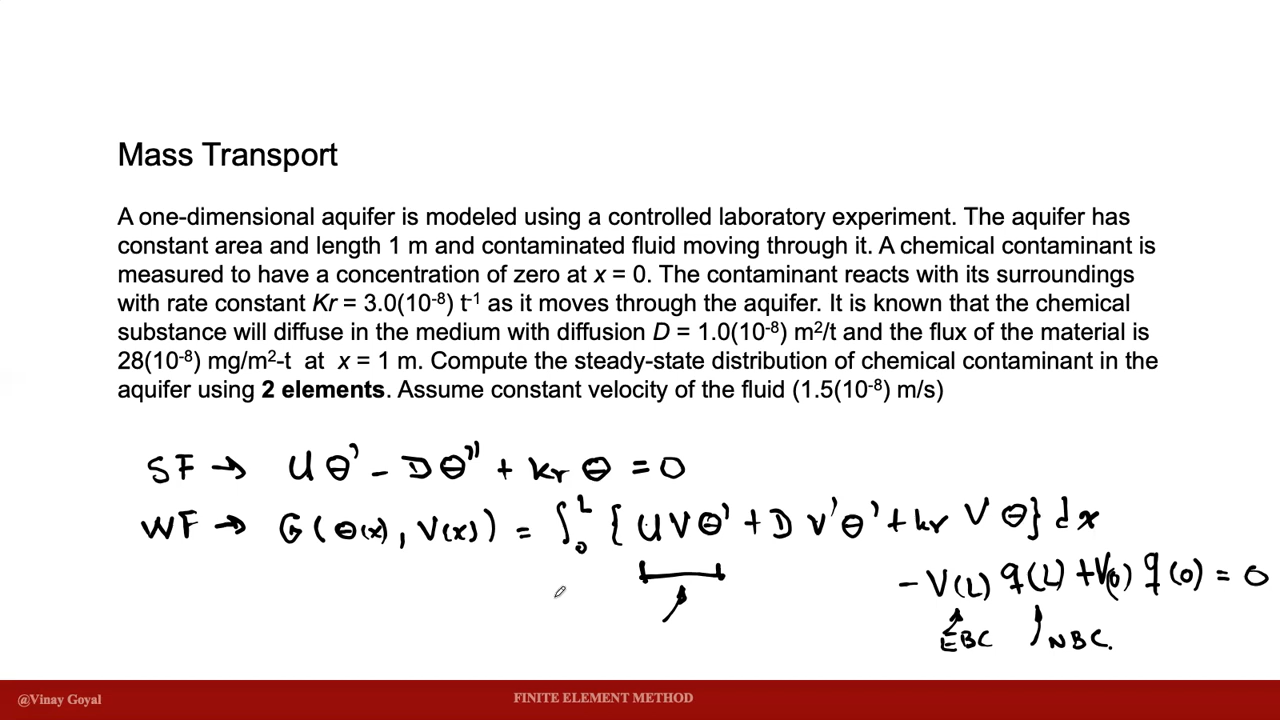 Mass Transport
A one-dimensional aquifer is modeled using a controlled laboratory experiment. The aquifer has
constant area and length 1 m and contaminated fluid moving through it. A chemical contaminant is
measured to have a concentration of zero at x = 0. The contaminant reacts with its surroundings
with rate constant Kr = 3.0(10⁻⁸) t⁻¹ as it moves through the aquifer. It is known that the chemical
substance will diffuse in the medium with diffusion D = 1.0(10⁻⁸) m²/t and the flux of the material is
28(10⁻⁸) mg/m²-t at x = 1 m. Compute the steady-state distribution of chemical contaminant in the
aquifer using 2 elements. Assume constant velocity of the fluid (1.5(10⁻⁸) m/s)
SF → U θ' - D θ'' + kr θ = 0
WF → G(θ(x), V(x)) = ∫₀ᴸ { U V θ' + D V' θ' + kr V θ } dx
- V(L) q(L) + V(0) q(0) = 0
EBC NBC.
@Vinay Goyal
FINITE ELEMENT METHOD